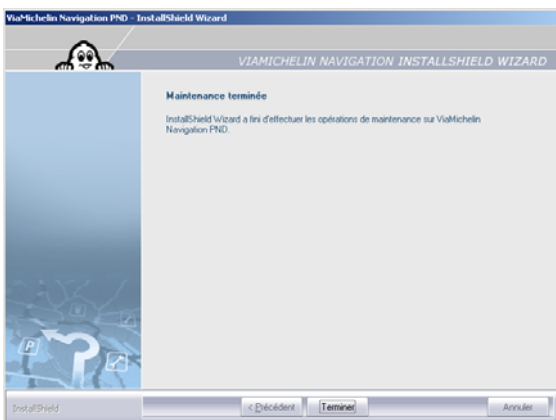 ViaMichelin Navigation PND - InstallShield Wizard
VIAMICHELIN NAVIGATION INSTALLSHIELD WIZARD
Maintenance terminée
InstallShield Wizard a fini d'effectuer les opérations de maintenance sur ViaMichelin
Navigation PND.
P
InstallShield
< Précédent
Terminer
Annuler